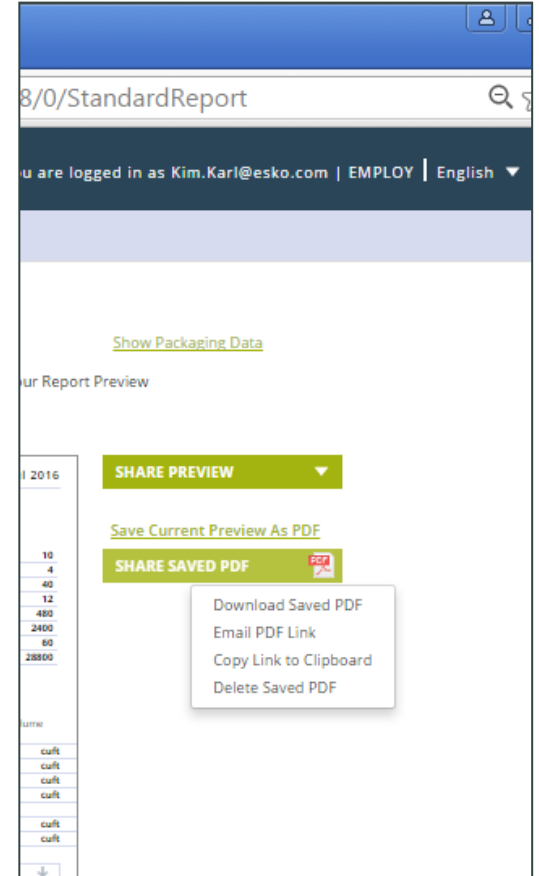 8/0/StandardReport
u are logged in as Kim.Karl@esko.com | EMPLOY | English
Show Packaging Data
ur Report Preview
2016
SHARE PREVIEW
Save Current Preview As PDF
SHARE SAVED PDF
PDF
10
4
40
12
480
2400
60
28800
Download Saved PDF
Email PDF Link
Copy Link to Clipboard
Delete Saved PDF
lume
cuft
cuft
cuft
cuft
cuft
cuft